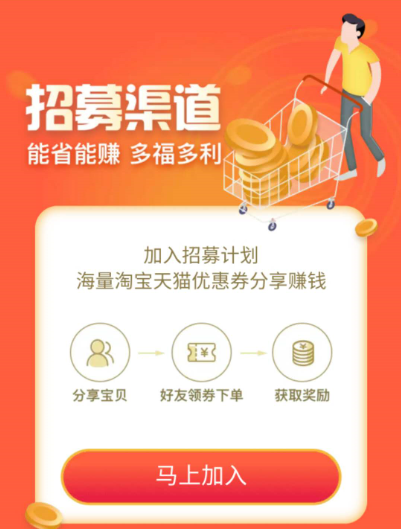 招募渠道
能省能赚 多福多利
加入招募计划
海量淘宝天猫优惠券分享赚钱
¥
分享宝贝 好友领券下单 获取奖励
马上加入